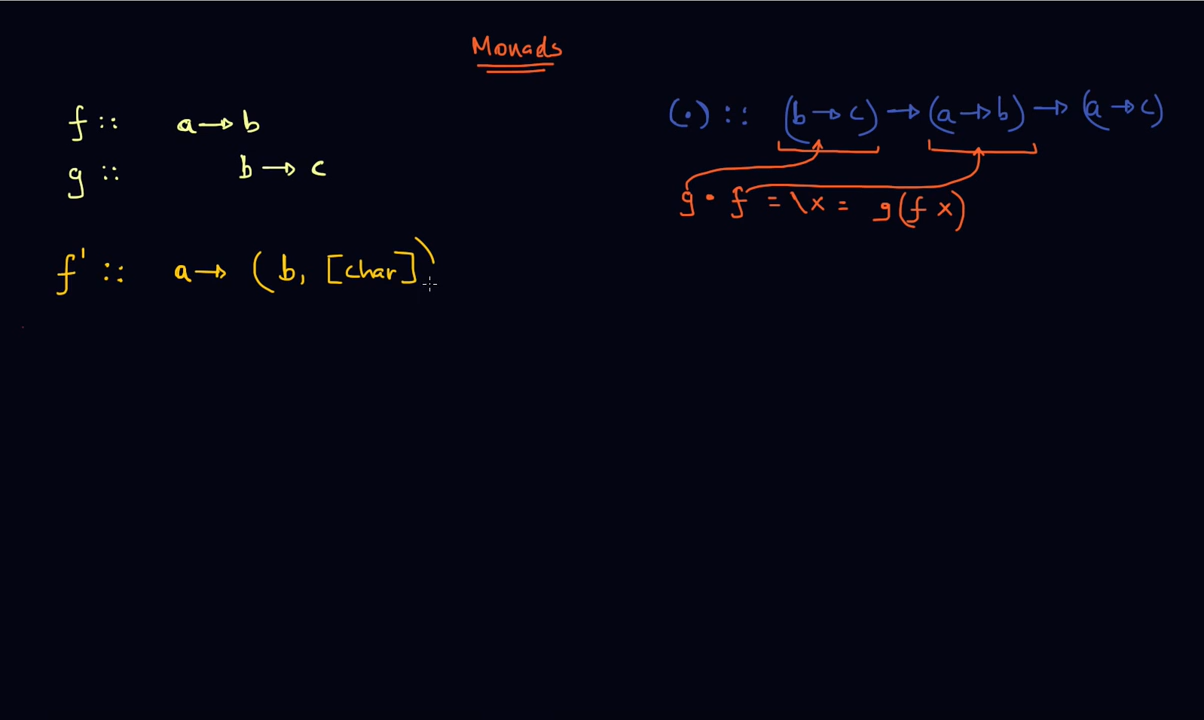 Monads
f :: a → b
g :: b → c
(.) :: (b → c) → (a → b) → (a → c)
g . f = \x = g(f x)
f' :: a → (b, [char])